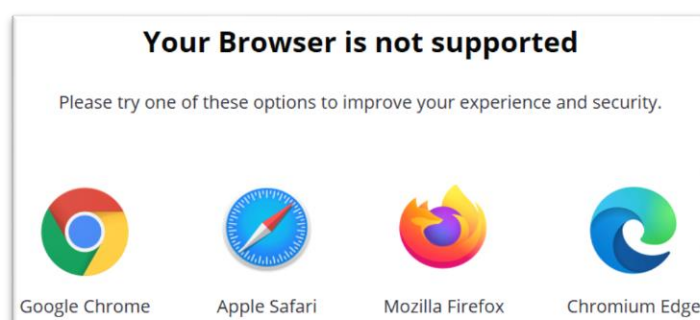 Your Browser is not supported
Please try one of these options to improve your experience and security.
Google Chrome Apple Safari Mozilla Firefox Chromium Edge